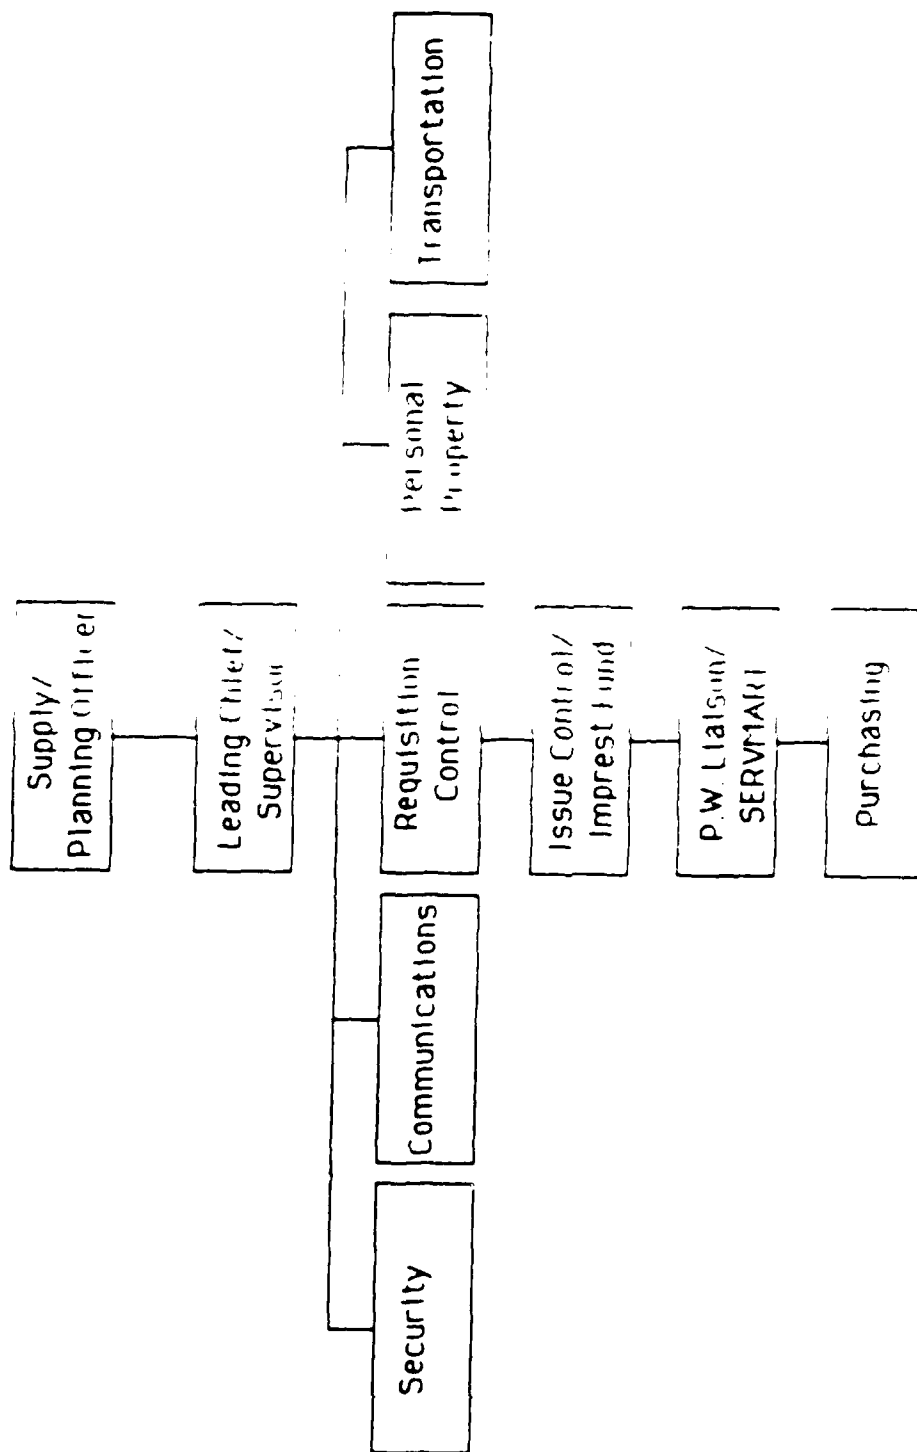 Supply/
Planning Officer
Leading Chief/
Supervisor
Security
Communications
Requisition
Control
Personal
Property
Transportation
Issue Control/
Imprest Fund
P.W. Liaison/
SERVMART
Purchasing